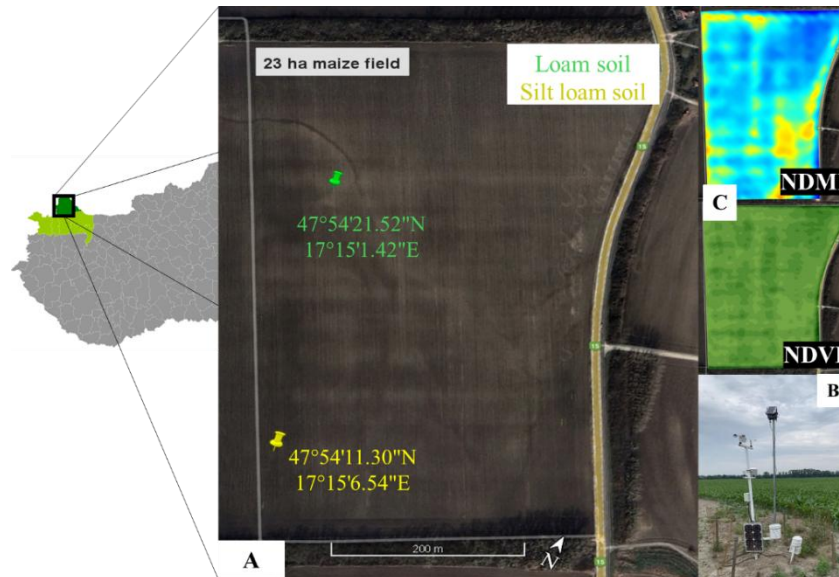 23 ha maize field
Loam soil
Silt loam soil
15
47°54'21.52"N
17°15'1.42"E
15
47°54'11.30"N
17°15'6.54"E
A
200 m
N
NDMI
C
NDVI
B